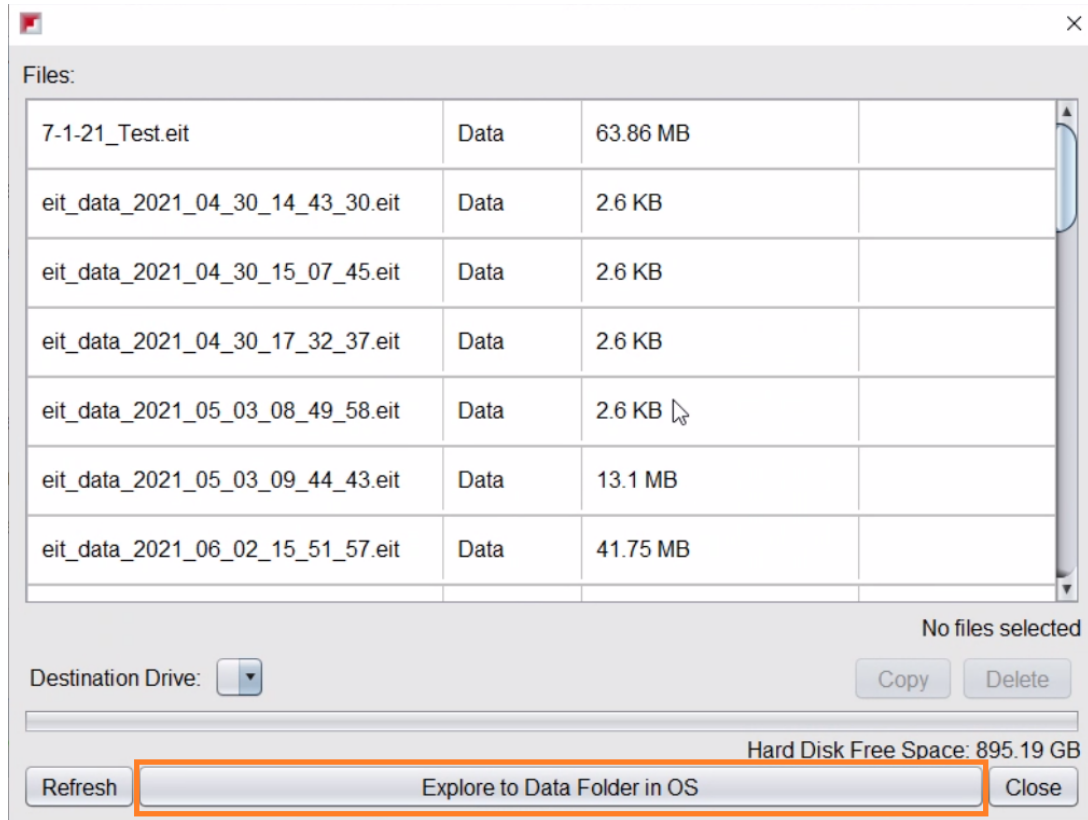 Files:
7-1-21_Test.eit Data 63.86 MB
eit_data_2021_04_30_14_43_30.eit Data 2.6 KB
eit_data_2021_04_30_15_07_45.eit Data 2.6 KB
eit_data_2021_04_30_17_32_37.eit Data 2.6 KB
eit_data_2021_05_03_08_49_58.eit Data 2.6 KB
eit_data_2021_05_03_09_44_43.eit Data 13.1 MB
eit_data_2021_06_02_15_51_57.eit Data 41.75 MB
No files selected
Destination Drive: Copy Delete
Hard Disk Free Space: 895.19 GB
Refresh Explore to Data Folder in OS Close